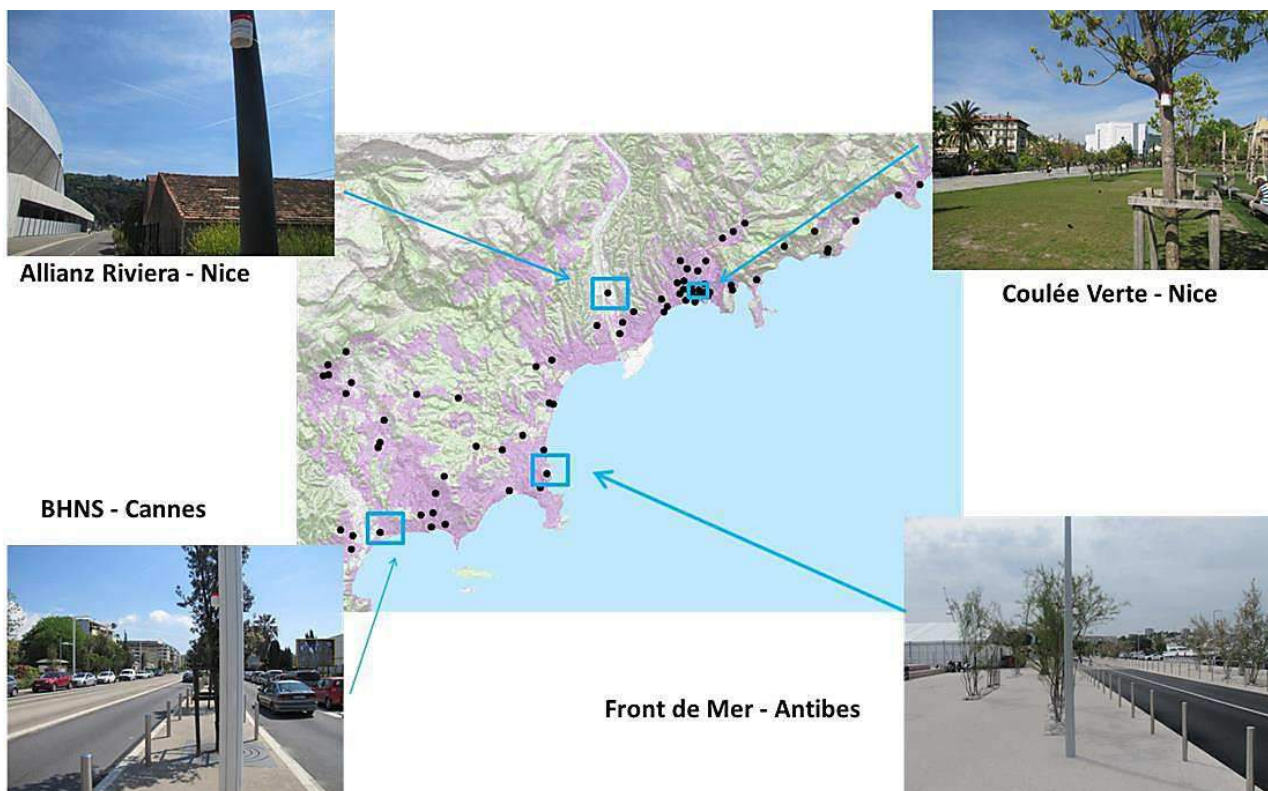 Allianz Riviera - Nice
Coulée Verte - Nice
BHNS - Cannes
Front de Mer - Antibes